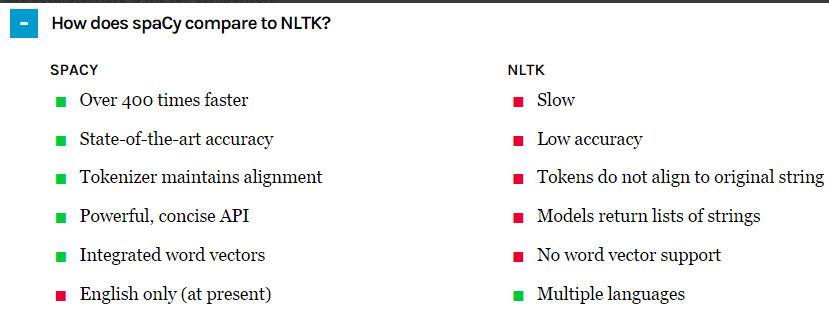 How does spaCy compare to NLTK?
SPACY
Over 400 times faster
State-of-the-art accuracy
Tokenizer maintains alignment
Powerful, concise API
Integrated word vectors
English only (at present)
NLTK
Slow
Low accuracy
Tokens do not align to original string
Models return lists of strings
No word vector support
Multiple languages